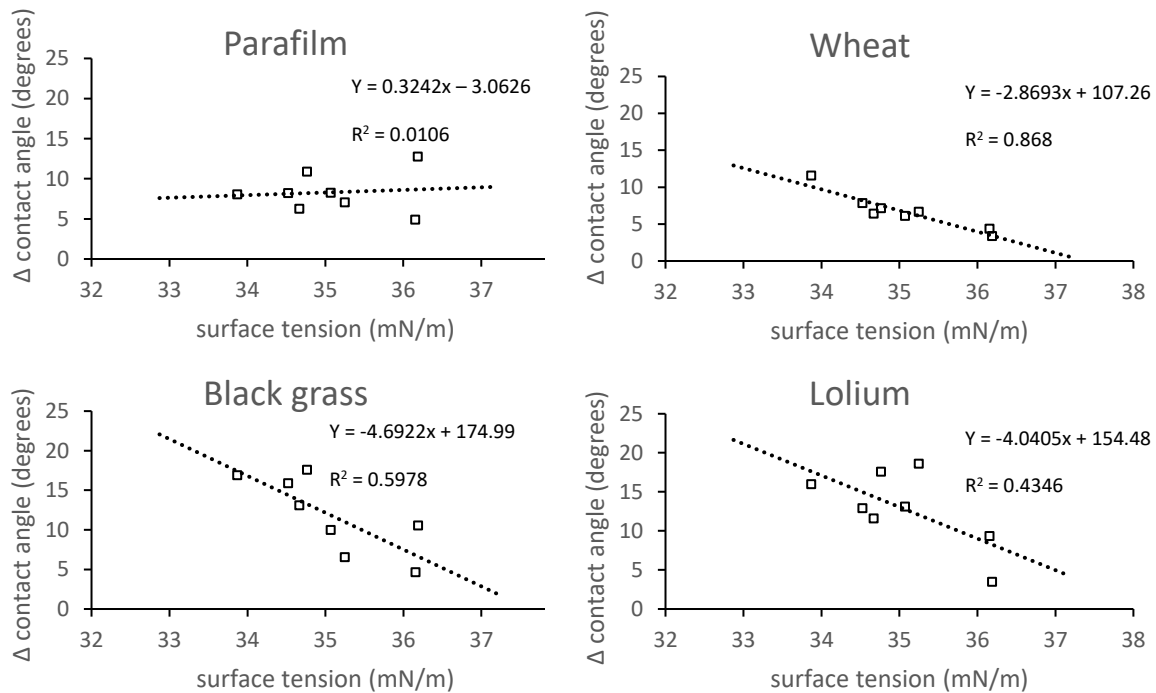 Parafilm
Δ contact angle (degrees)
25
20
15
10
5
0
Y = 0.3242x – 3.0626
R² = 0.0106
32 33 34 35 36 37
surface tension (mN/m)
Wheat
Δ contact angle (degrees)
25
20
15
10
5
0
Y = -2.8693x + 107.26
R² = 0.868
32 33 34 35 36 37 38
surface tension (mN/m)
Black grass
Δ contact angle (degrees)
25
20
15
10
5
0
Y = -4.6922x + 174.99
R² = 0.5978
32 33 34 35 36 37
surface tension (mN/m)
Lolium
Δ contact angle (degrees)
25
20
15
10
5
0
Y = -4.0405x + 154.48
R² = 0.4346
32 33 34 35 36 37 38
surface tension (mN/m)